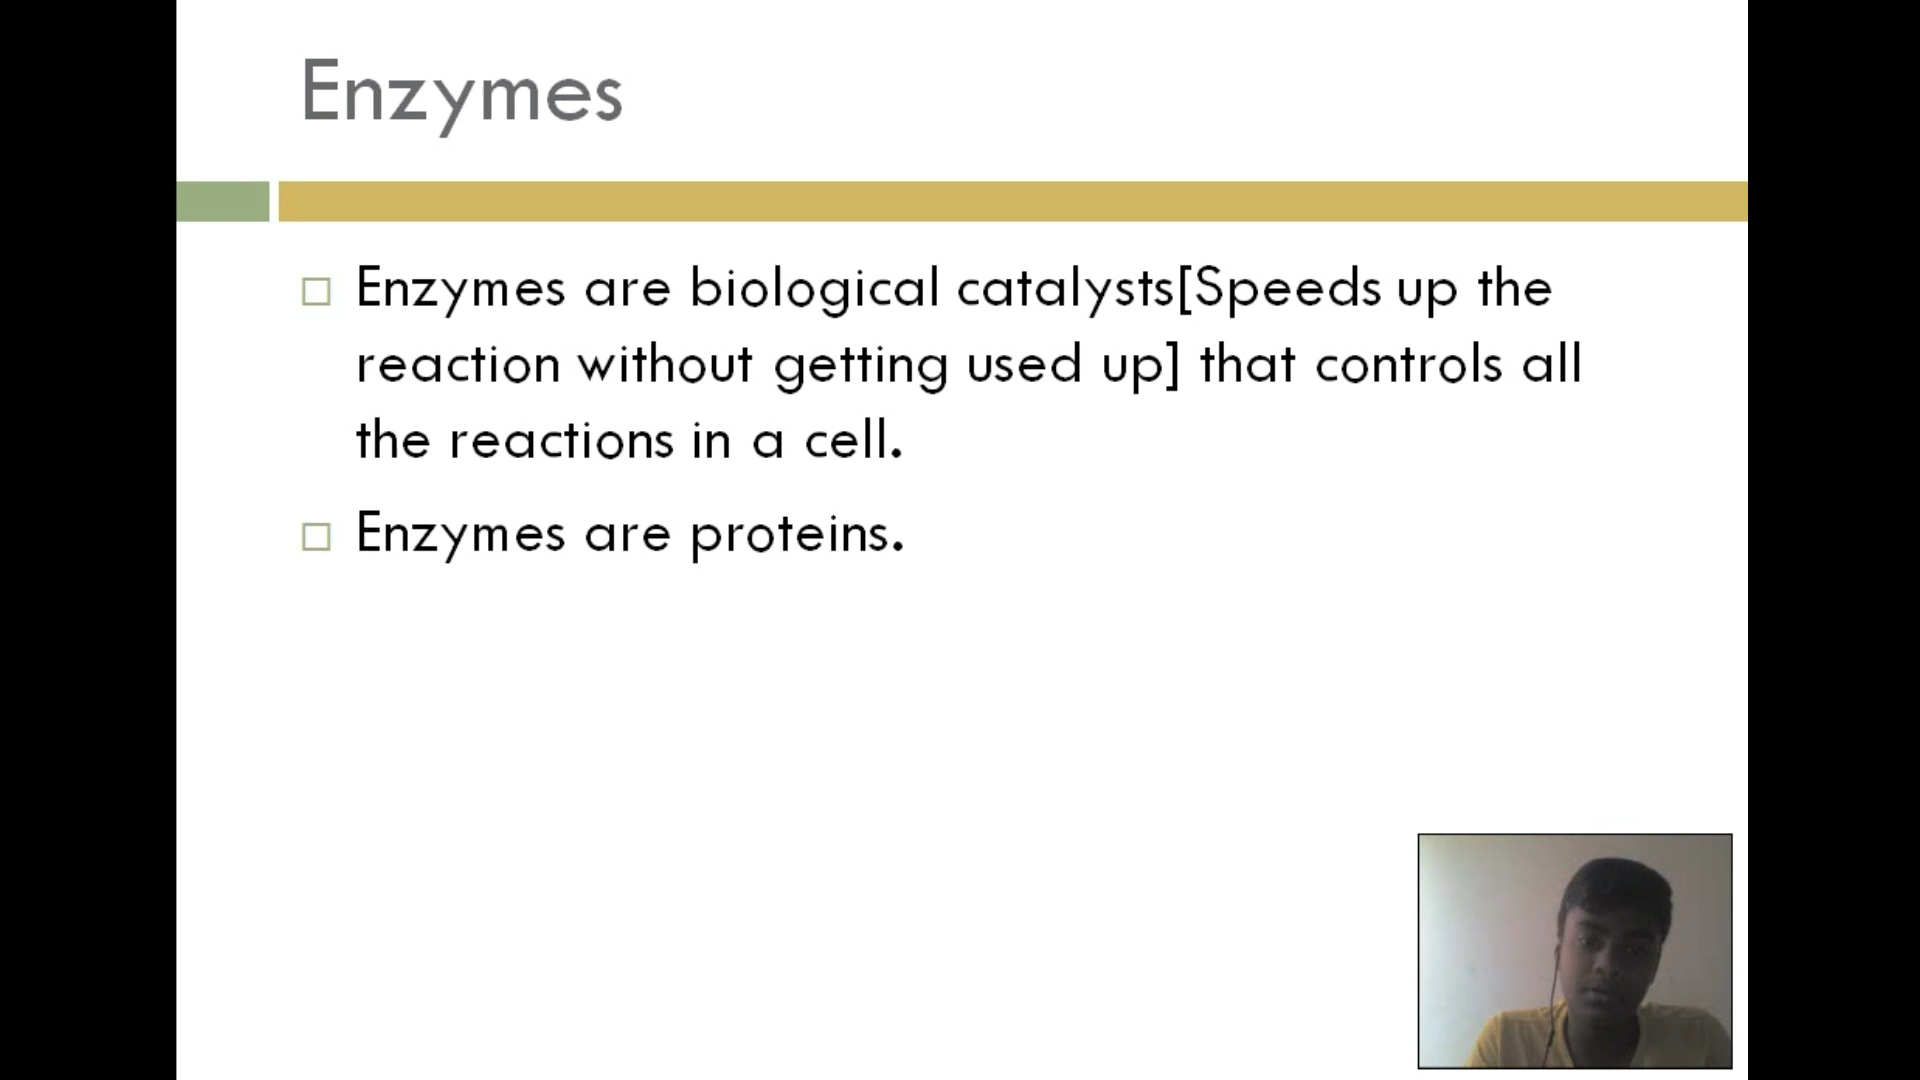 Enzymes
Enzymes are biological catalysts[Speeds up the
reaction without getting used up] that controls all
the reactions in a cell.
Enzymes are proteins.